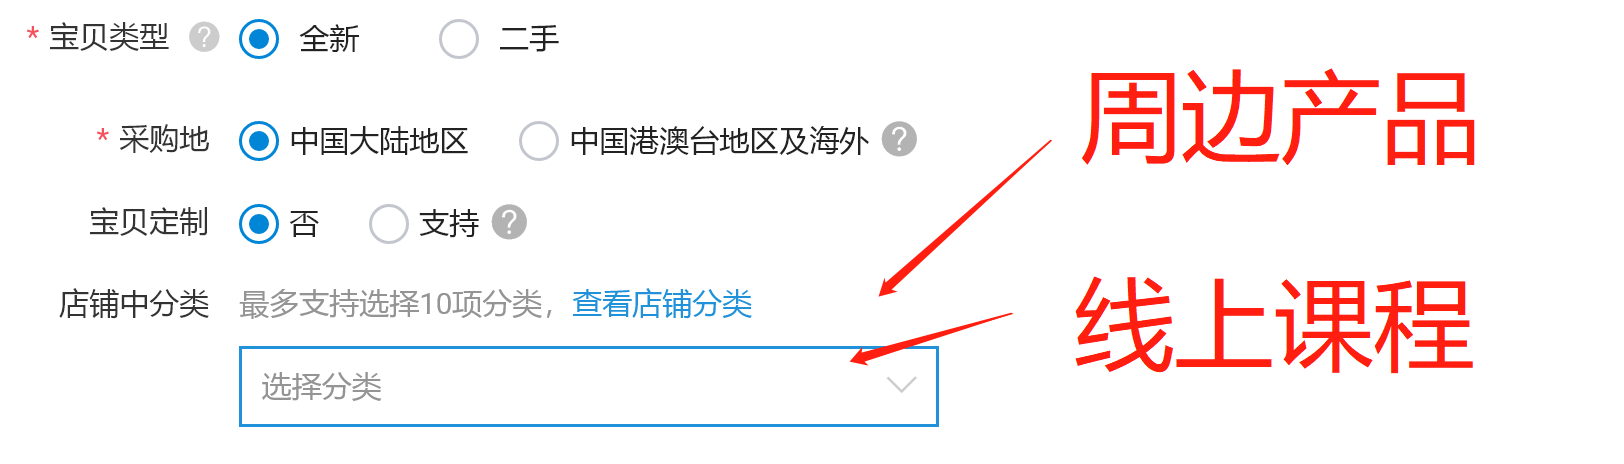 * 宝贝类型 ? 全新 二手
* 采购地 中国大陆地区 中国港澳台地区及海外 ?
宝贝定制 否 支持 ?
店铺中分类 最多支持选择10项分类，查看店铺分类
选择分类
周边产品
线上课程